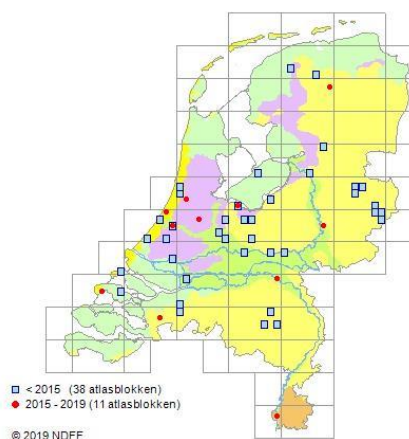 < 2015 (38 atlasblokken)
2015 - 2019 (11 atlasblokken)
© 2019 NDFF